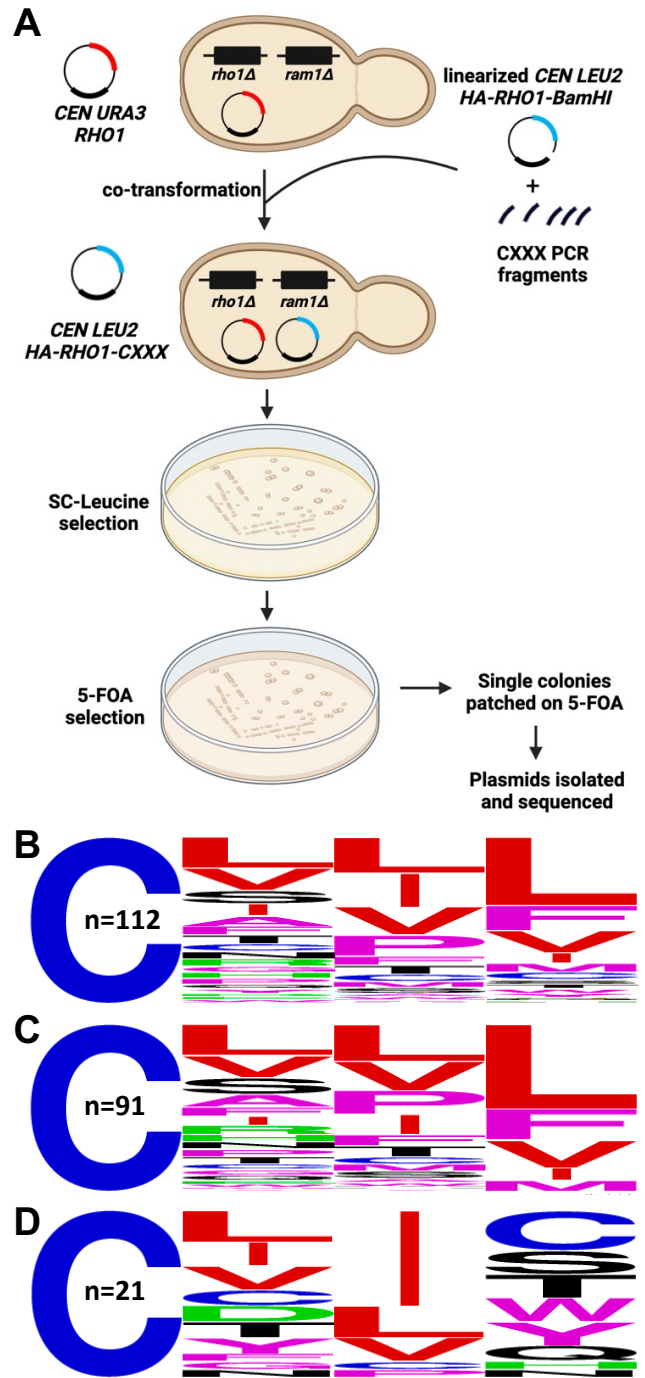 A
CEN URA3
RHO1
rho1Δ ram1Δ
linearized CEN LEU2
HA-RHO1-BamHI
+
CXXX PCR
fragments
co-transformation
CEN LEU2
HA-RHO1-CXXX
rho1Δ ram1Δ
SC-Leucine
selection
5-FOA
selection
Single colonies
patched on 5-FOA
Plasmids isolated
and sequenced
B
C
n=112
L V S I A
L I V P
L F V I M
C
C
n=91
L V S A I
L V P I
L F V I M
D
C
n=21
L I V C D T Y
I L V C
C S T W Y Q